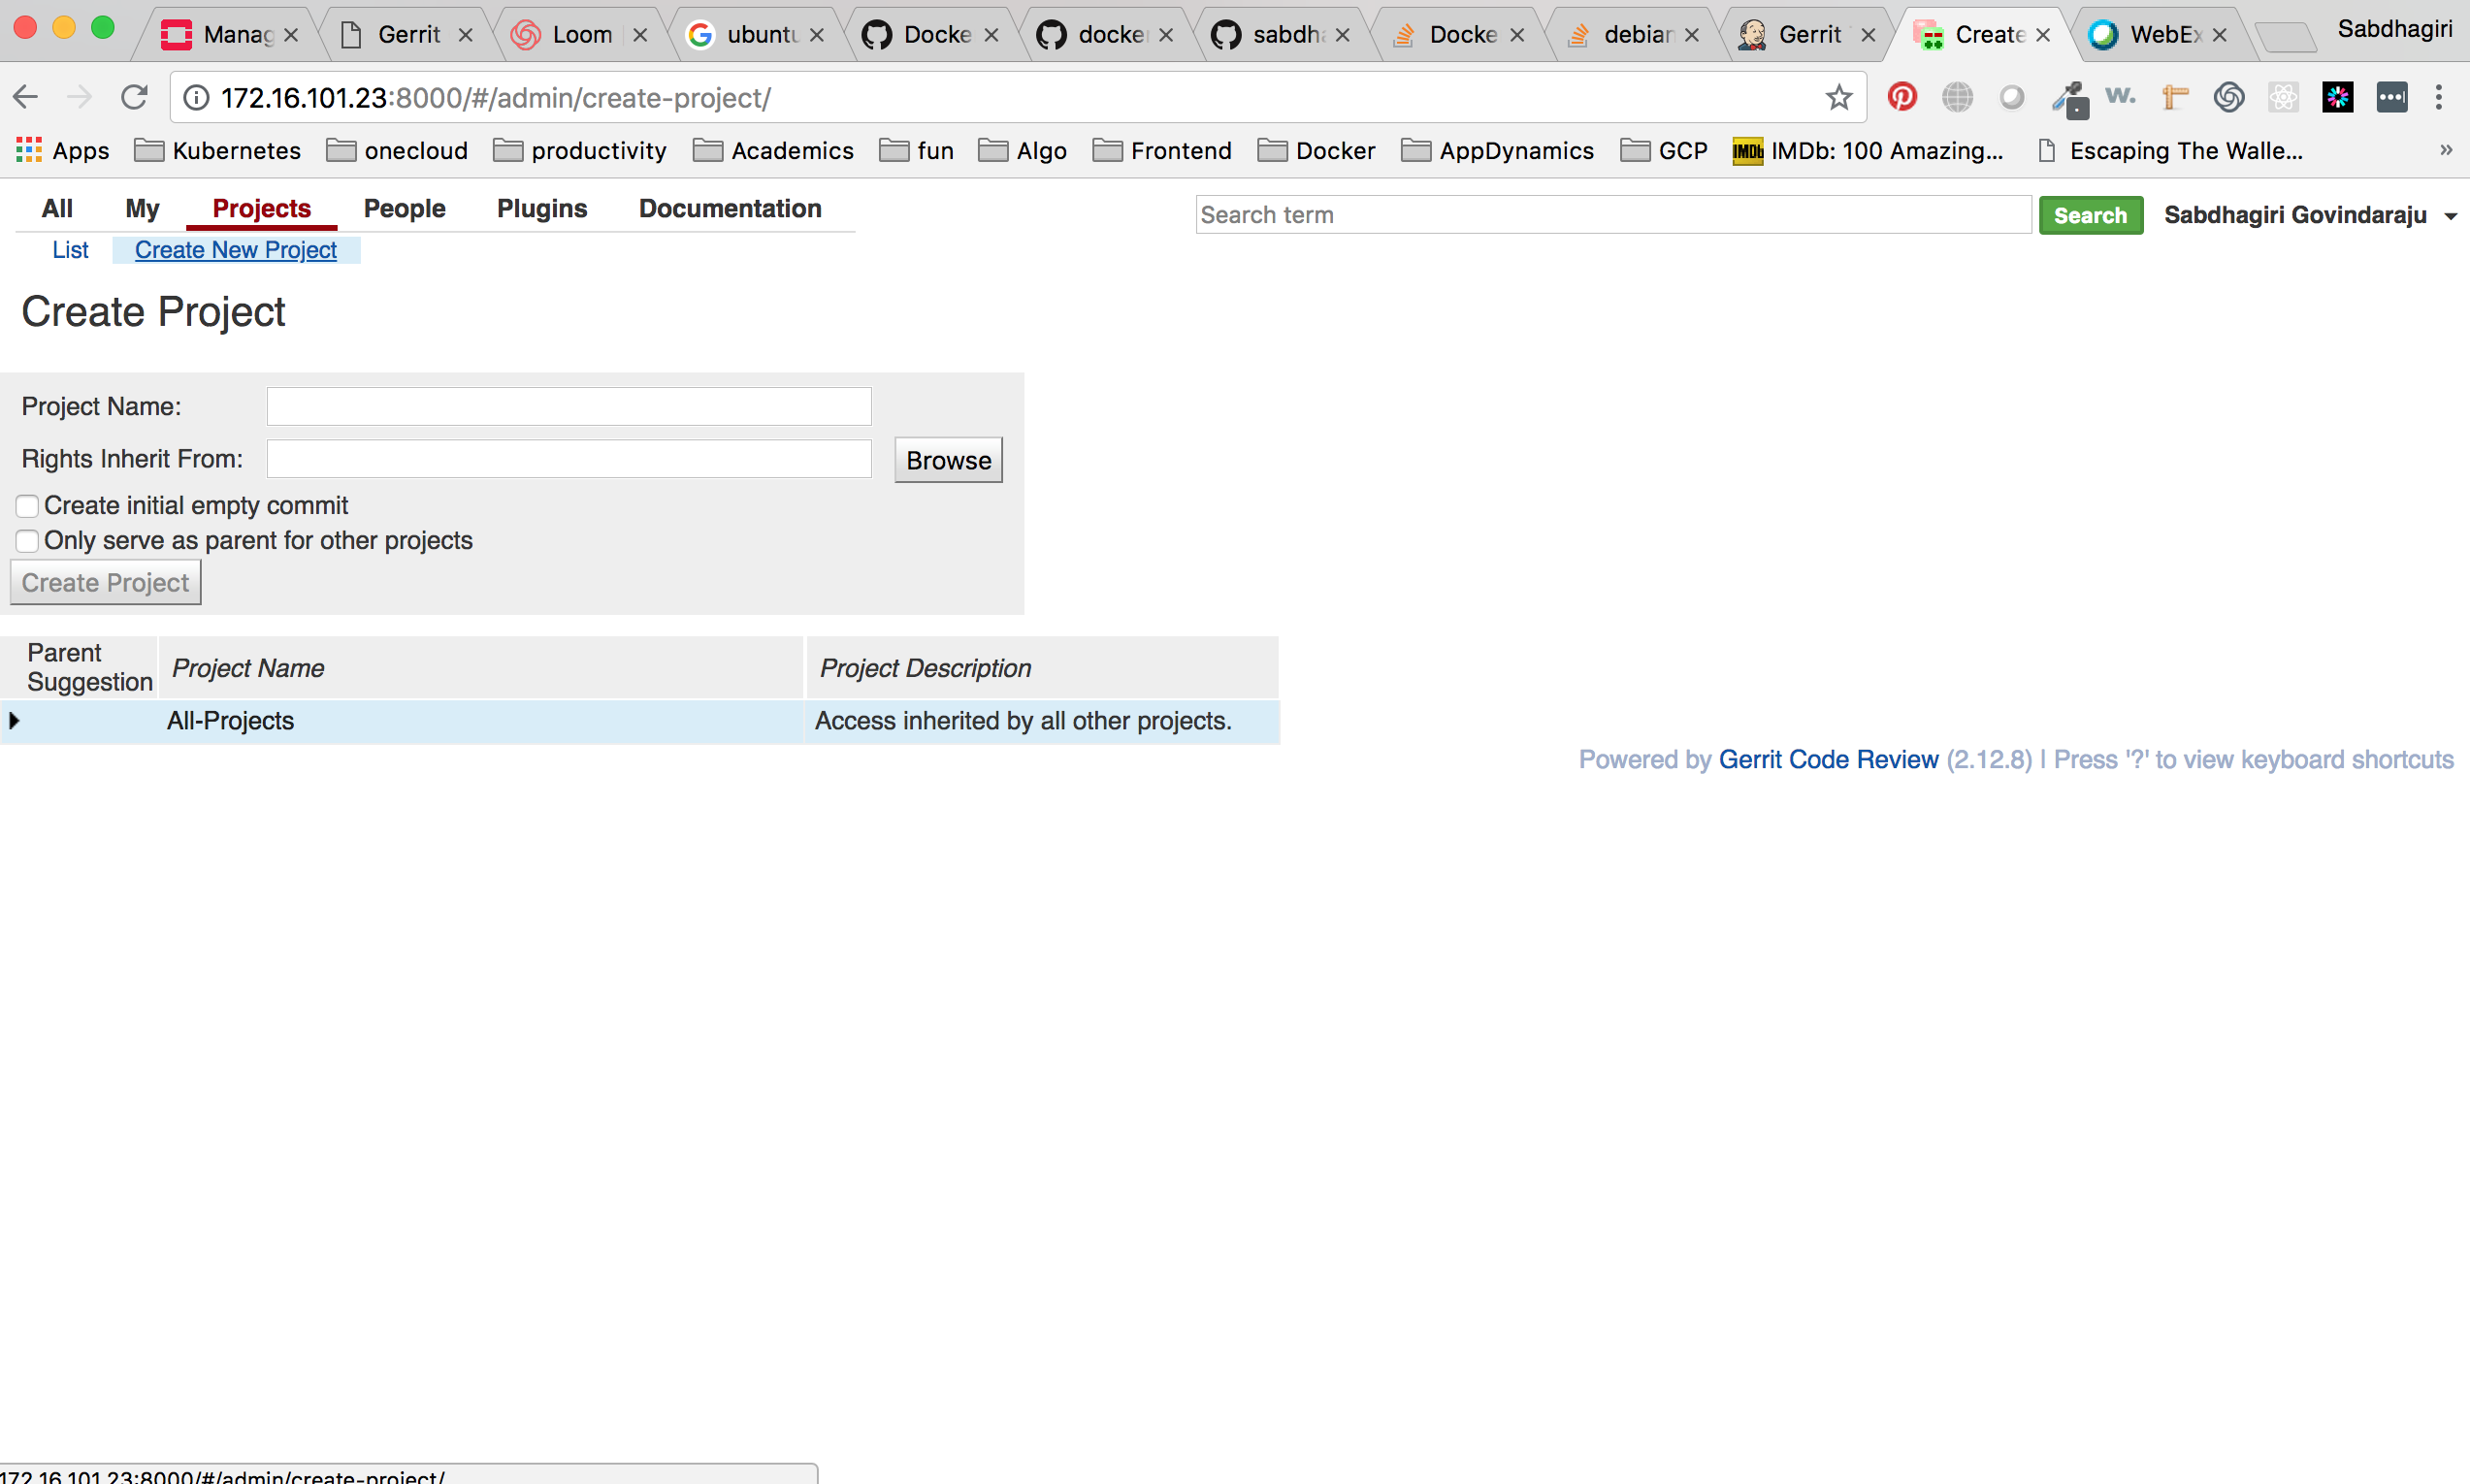 Manag Gerrit Loom ubuntu Docke docker sabdha Docke debian Gerrit Create WebEx Sabdhagiri
172.16.101.23:8000/#/admin/create-project/
Apps Kubernetes onecloud productivity Academics fun Algo Frontend Docker AppDynamics GCP IMDb IMDb: 100 Amazing... Escaping The Walle... »
All My Projects People Plugins Documentation Search term Search Sabdhagiri Govindaraju
List Create New Project
Create Project
Project Name:
Rights Inherit From: Browse
Create initial empty commit
Only serve as parent for other projects
Create Project
Parent Suggestion Project Name Project Description
All-Projects Access inherited by all other projects.
Powered by Gerrit Code Review (2.12.8) | Press '?' to view keyboard shortcuts
172.16.101.23:8000/#/admin/create-project/